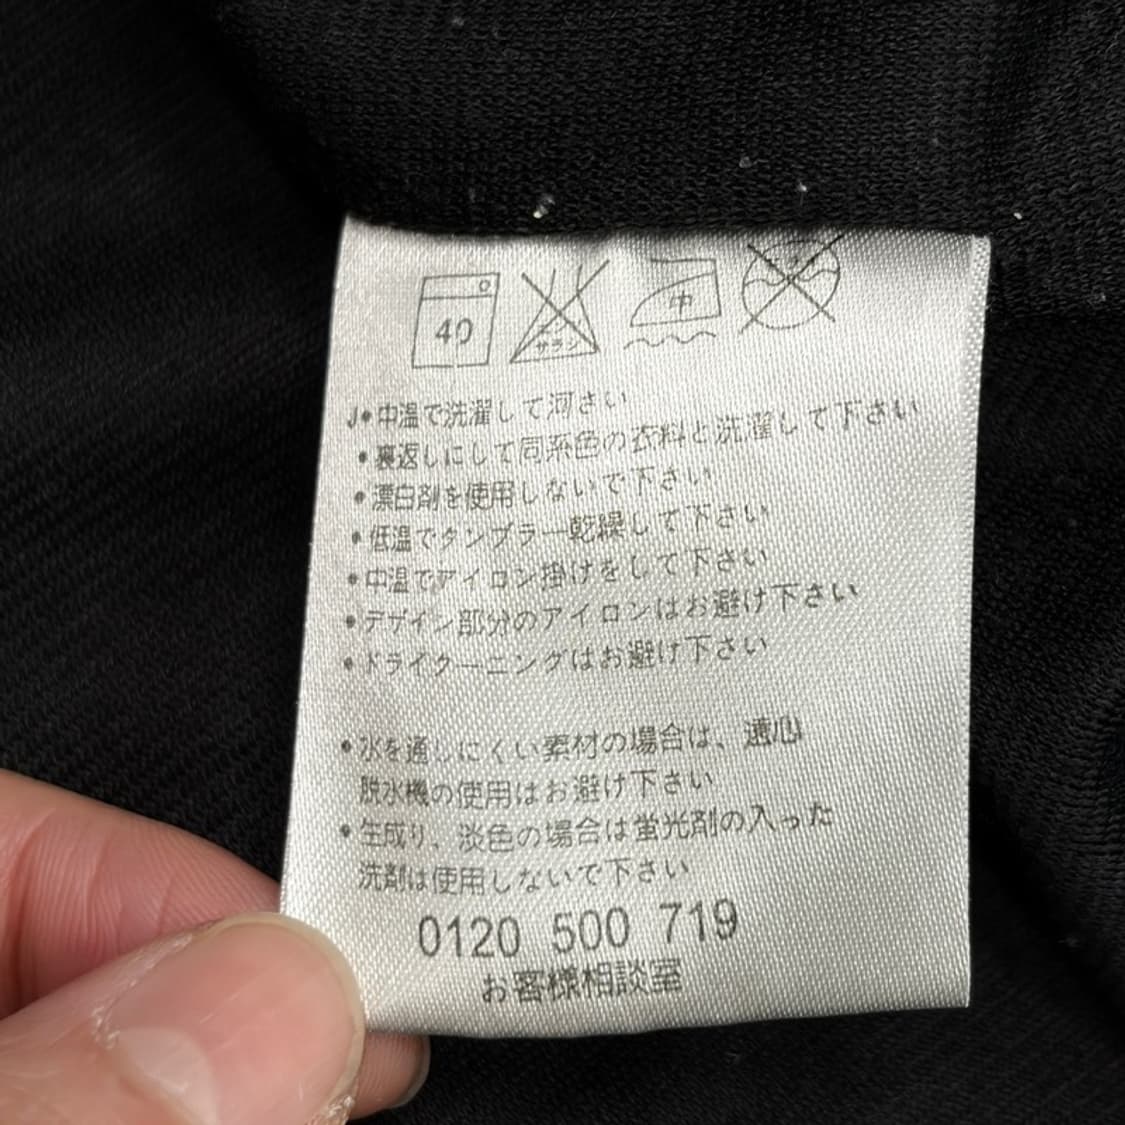 40 サラシ 中
J•中温で洗濯して河さい
•裏返しにして同系色の衣料と洗濯して下さい
•漂白剤を使用しないで下さい
•低温でタンブラー乾燥して下さい
•中温でアイロン掛けをして下さい
•デザイン部分のアイロンはお避け下さい
•ドライクーニングはお避け下さい
•水を通しにくい素材の場合は、遠心
脱水機の使用はお避け下さい
•生成り、淡色の場合は蛍光剤の入った
洗剤は使用しないで下さい
0120 500 719
お客様相談室